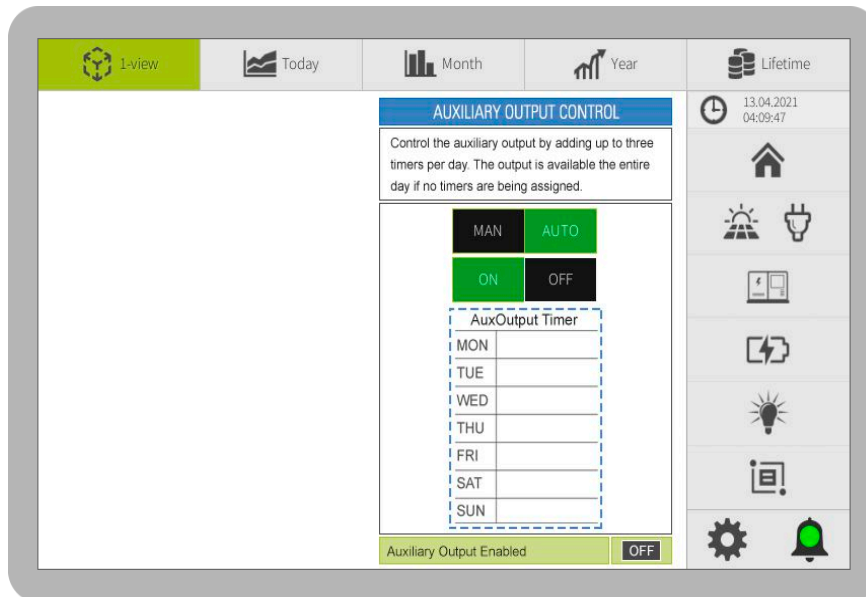 1-view
Today
Month
Year
Lifetime
13.04.2021
04:09:47
AUXILIARY OUTPUT CONTROL
Control the auxiliary output by adding up to three
timers per day. The output is available the entire
day if no timers are being assigned.
MAN AUTO
ON OFF
AuxOutput Timer
MON
TUE
WED
THU
FRI
SAT
SUN
Auxiliary Output Enabled OFF